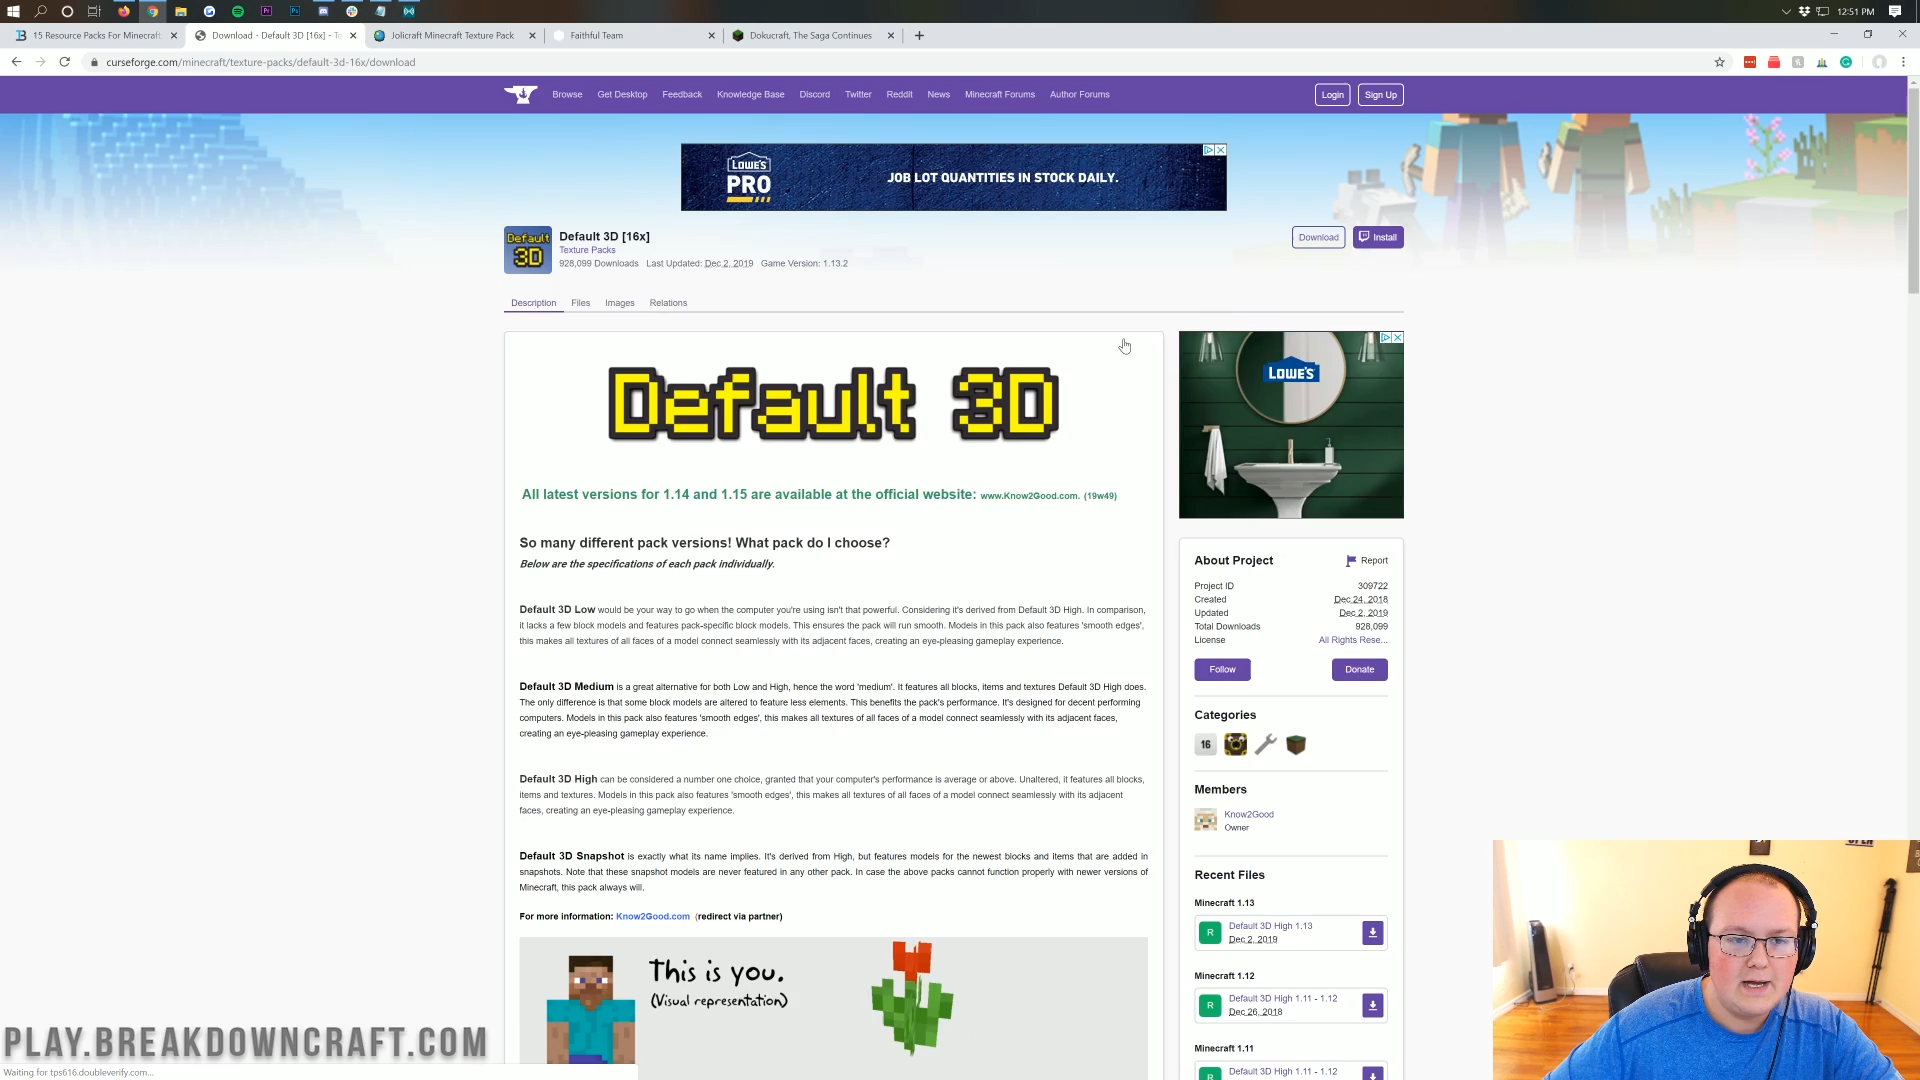 12:51 PM
15 Resource Packs For Minecraft
Download - Default 3D [16x] - Te
Jolicraft Minecraft Texture Pack
Faithful Team
Dokucraft, The Saga Continues
curseforge.com/minecraft/texture-packs/default-3d-16x/download
Browse
Get Desktop
Feedback
Knowledge Base
Discord
Twitter
Reddit
News
Minecraft Forums
Author Forums
Login
Sign Up
LOWE'S
PRO
JOB LOT QUANTITIES IN STOCK DAILY.
Default
3D
Default 3D [16x]
Texture Packs
928,099 Downloads Last Updated: Dec 2, 2019 Game Version: 1.13.2
Download
Install
Description
Files
Images
Relations
Default 3D
All latest versions for 1.14 and 1.15 are available at the official website: www.Know2Good.com. (19w49)
So many different pack versions! What pack do I choose?
Below are the specifications of each pack individually.
Default 3D Low would be your way to go when the computer you're using isn't that powerful. Considering it's derived from Default 3D High. In comparison,
it lacks a few block models and features pack-specific block models. This ensures the pack will run smooth. Models in this pack also features 'smooth edges',
this makes all textures of all faces of a model connect seamlessly with its adjacent faces, creating an eye-pleasing gameplay experience.
Default 3D Medium is a great alternative for both Low and High, hence the word 'medium'. It features all blocks, items and textures Default 3D High does.
The only difference is that some block models are altered to feature less elements. This benefits the pack's performance. It's designed for decent performing
computers. Models in this pack also features 'smooth edges', this makes all textures of all faces of a model connect seamlessly with its adjacent faces,
creating an eye-pleasing gameplay experience.
Default 3D High can be considered a number one choice, granted that your computer's performance is average or above. Unaltered, it features all blocks,
items and textures. Models in this pack also features 'smooth edges', this makes all textures of all faces of a model connect seamlessly with its adjacent
faces, creating an eye-pleasing gameplay experience.
Default 3D Snapshot is exactly what its name implies. It's derived from High, but features models for the newest blocks and items that are added in
snapshots. Note that these snapshot models are never featured in any other pack. In case the above packs cannot function properly with newer versions of
Minecraft, this pack always will.
For more information: Know2Good.com (redirect via partner)
This is you.
(Visual representation)
LOWE'S
About Project
Report
Project ID 309722
Created Dec 24, 2018
Updated Dec 2, 2019
Total Downloads 928,099
License All Rights Rese...
Follow
Donate
Categories
16
Members
Know2Good
Owner
Recent Files
Minecraft 1.13
R
Default 3D High 1.13
Dec 2, 2019
Minecraft 1.12
R
Default 3D High 1.11 - 1.12
Dec 26, 2018
Minecraft 1.11
R
Default 3D High 1.11 - 1.12
PLAY.BREAKDOWNCRAFT.COM
Waiting for tps616.doubleverify.com...